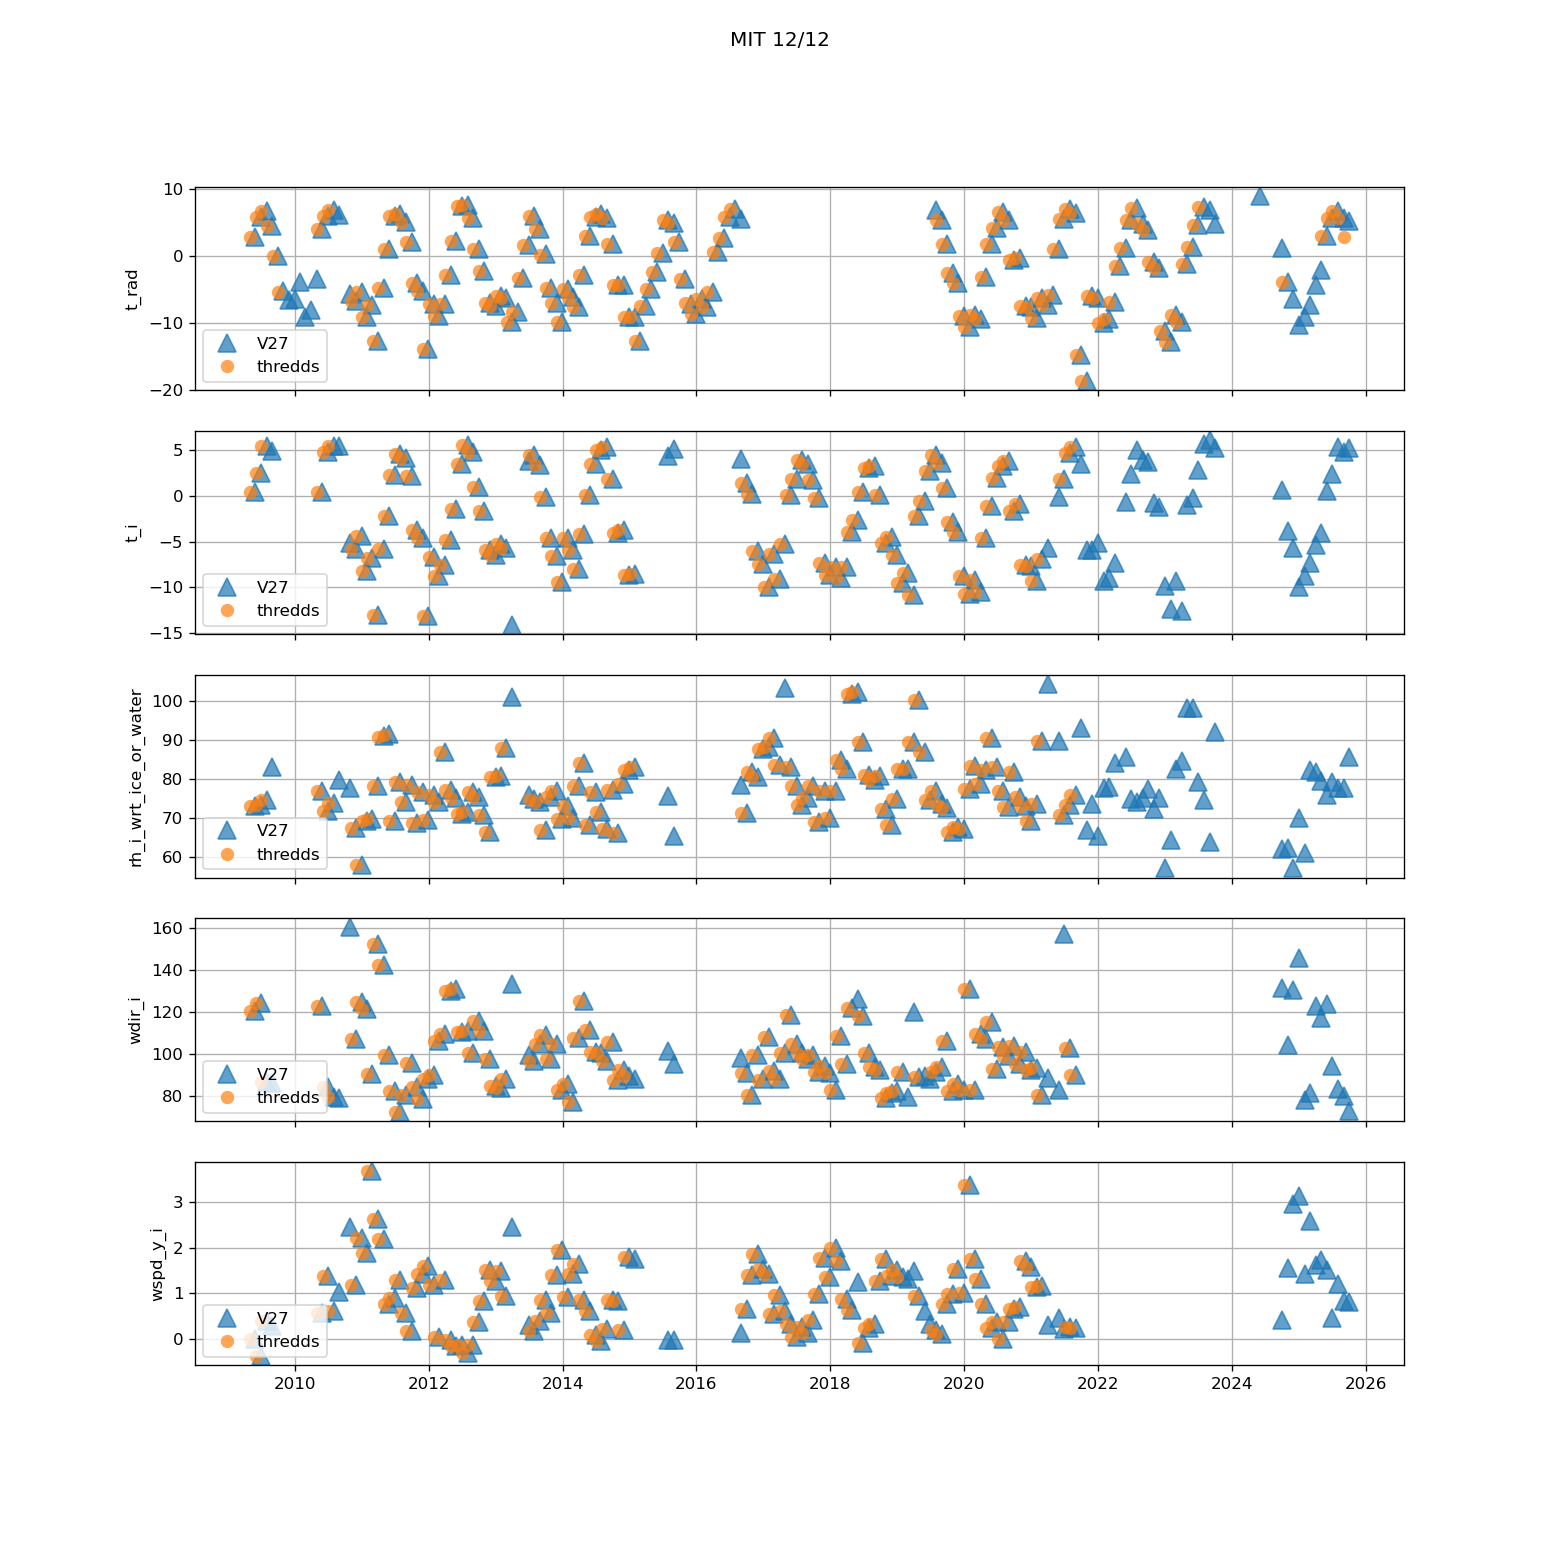 MIT 12/12
10
0
−10
−20
t_rad
V27
thredds
5
0
−5
−10
−15
t_i
V27
thredds
100
90
80
70
60
rh_i_wrt_ice_or_water
V27
thredds
160
140
120
100
80
wdir_i
V27
thredds
3
2
1
0
wspd_y_i
V27
thredds
2010 2012 2014 2016 2018 2020 2022 2024 2026